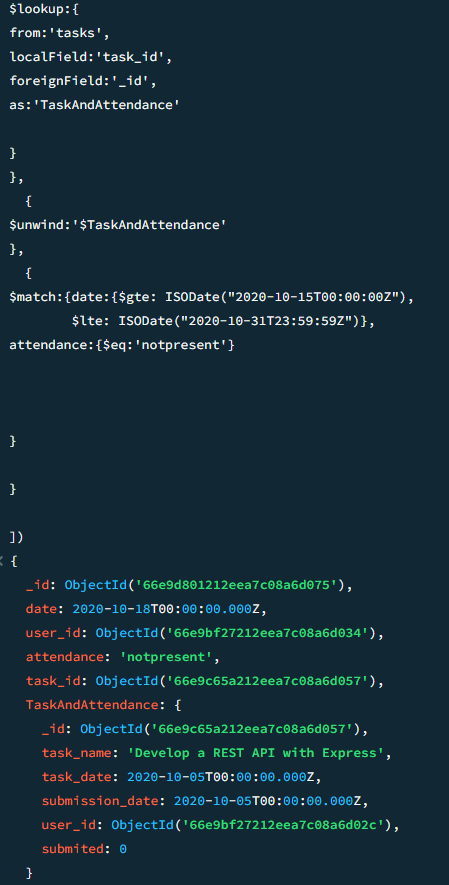 $lookup:{
from:'tasks',
localField:'task_id',
foreignField:'_id',
as:'TaskAndAttendance'
}
},
{
$unwind:'$TaskAndAttendance'
},
{
$match:{date:{$gte: ISODate("2020-10-15T00:00:00Z"),
$lte: ISODate("2020-10-31T23:59:59Z")},
attendance:{$eq:'notpresent'}
}
}
])
< {
_id: ObjectId('66e9d801212eea7c08a6d075'),
date: 2020-10-18T00:00:00.000Z,
user_id: ObjectId('66e9bf27212eea7c08a6d034'),
attendance: 'notpresent',
task_id: ObjectId('66e9c65a212eea7c08a6d057'),
TaskAndAttendance: {
_id: ObjectId('66e9c65a212eea7c08a6d057'),
task_name: 'Develop a REST API with Express',
task_date: 2020-10-05T00:00:00.000Z,
submission_date: 2020-10-05T00:00:00.000Z,
user_id: ObjectId('66e9bf27212eea7c08a6d02c'),
submited: 0
}